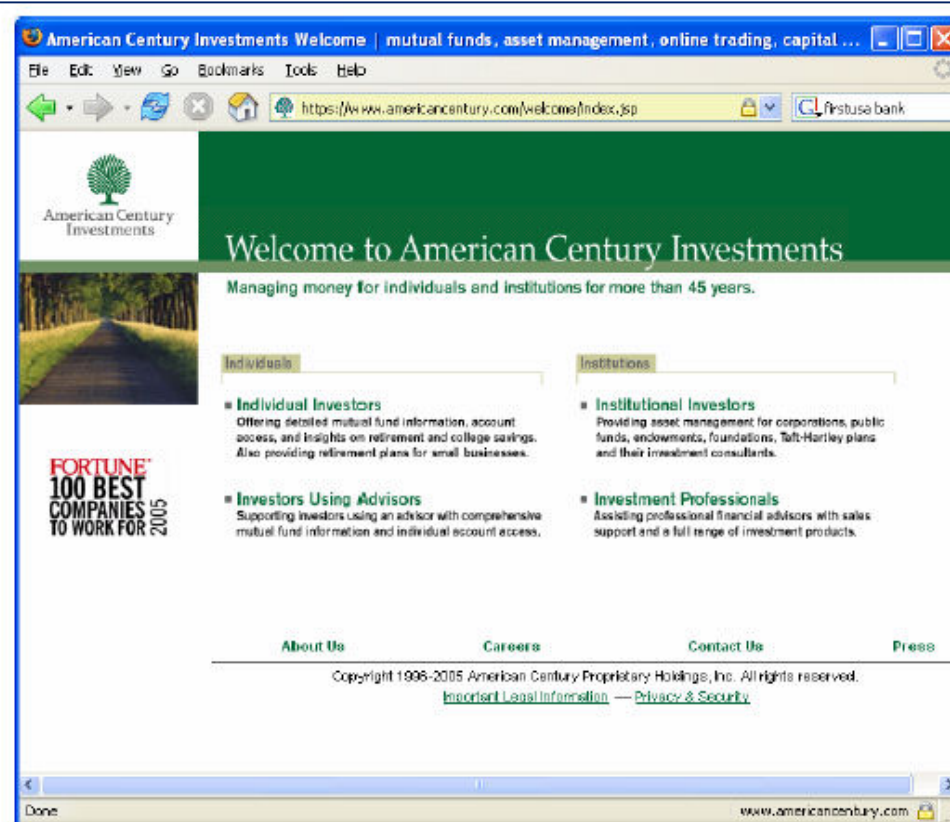 American Century Investments Welcome | mutual funds, asset management, online trading, capital ...
File Edit View Go Bookmarks Tools Help
https://www.americancentury.com/welcome/index.jsp
firstusa bank
American Century
Investments
Welcome to American Century Investments
Managing money for individuals and institutions for more than 45 years.
Individuals
Institutions
Individual Investors
Offering detailed mutual fund information, account
access, and insights on retirement and college savings.
Also providing retirement plans for small businesses.
Institutional Investors
Providing asset management for corporations, public
funds, endowments, foundations, Taft-Hartley plans
and their investment consultants.
FORTUNE
100 BEST
COMPANIES
TO WORK FOR 2005
Investors Using Advisors
Supporting investors using an advisor with comprehensive
mutual fund information and individual account access.
Investment Professionals
Assisting professional financial advisors with sales
support and a full range of investment products.
About Us Careers Contact Us Press
Copyright 1996-2005 American Century Proprietary Holdings, Inc. All rights reserved.
Important Legal Information — Privacy & Security
Done www.americancentury.com